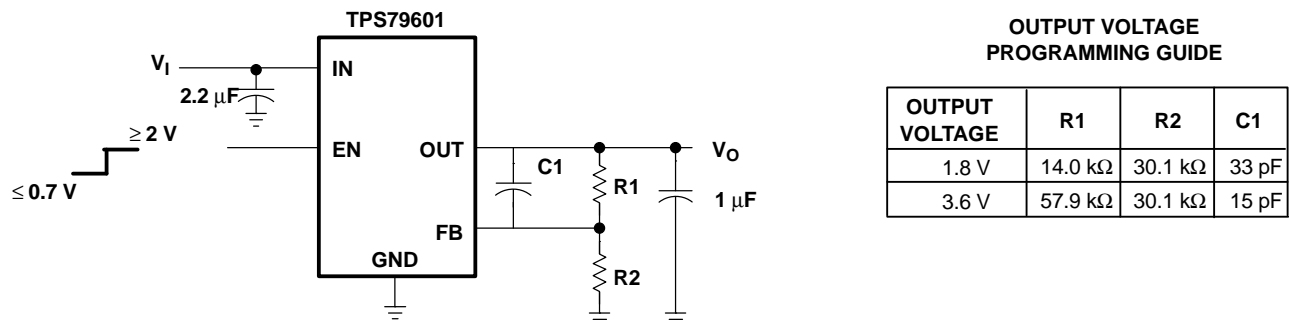 TPS79601
V_I
IN
2.2 μF
≥ 2 V
EN
OUT
≤ 0.7 V
C1
R1
V_O
1 μF
FB
GND
R2
OUTPUT VOLTAGE
PROGRAMMING GUIDE
OUTPUT VOLTAGE R1 R2 C1
1.8 V 14.0 kΩ 30.1 kΩ 33 pF
3.6 V 57.9 kΩ 30.1 kΩ 15 pF